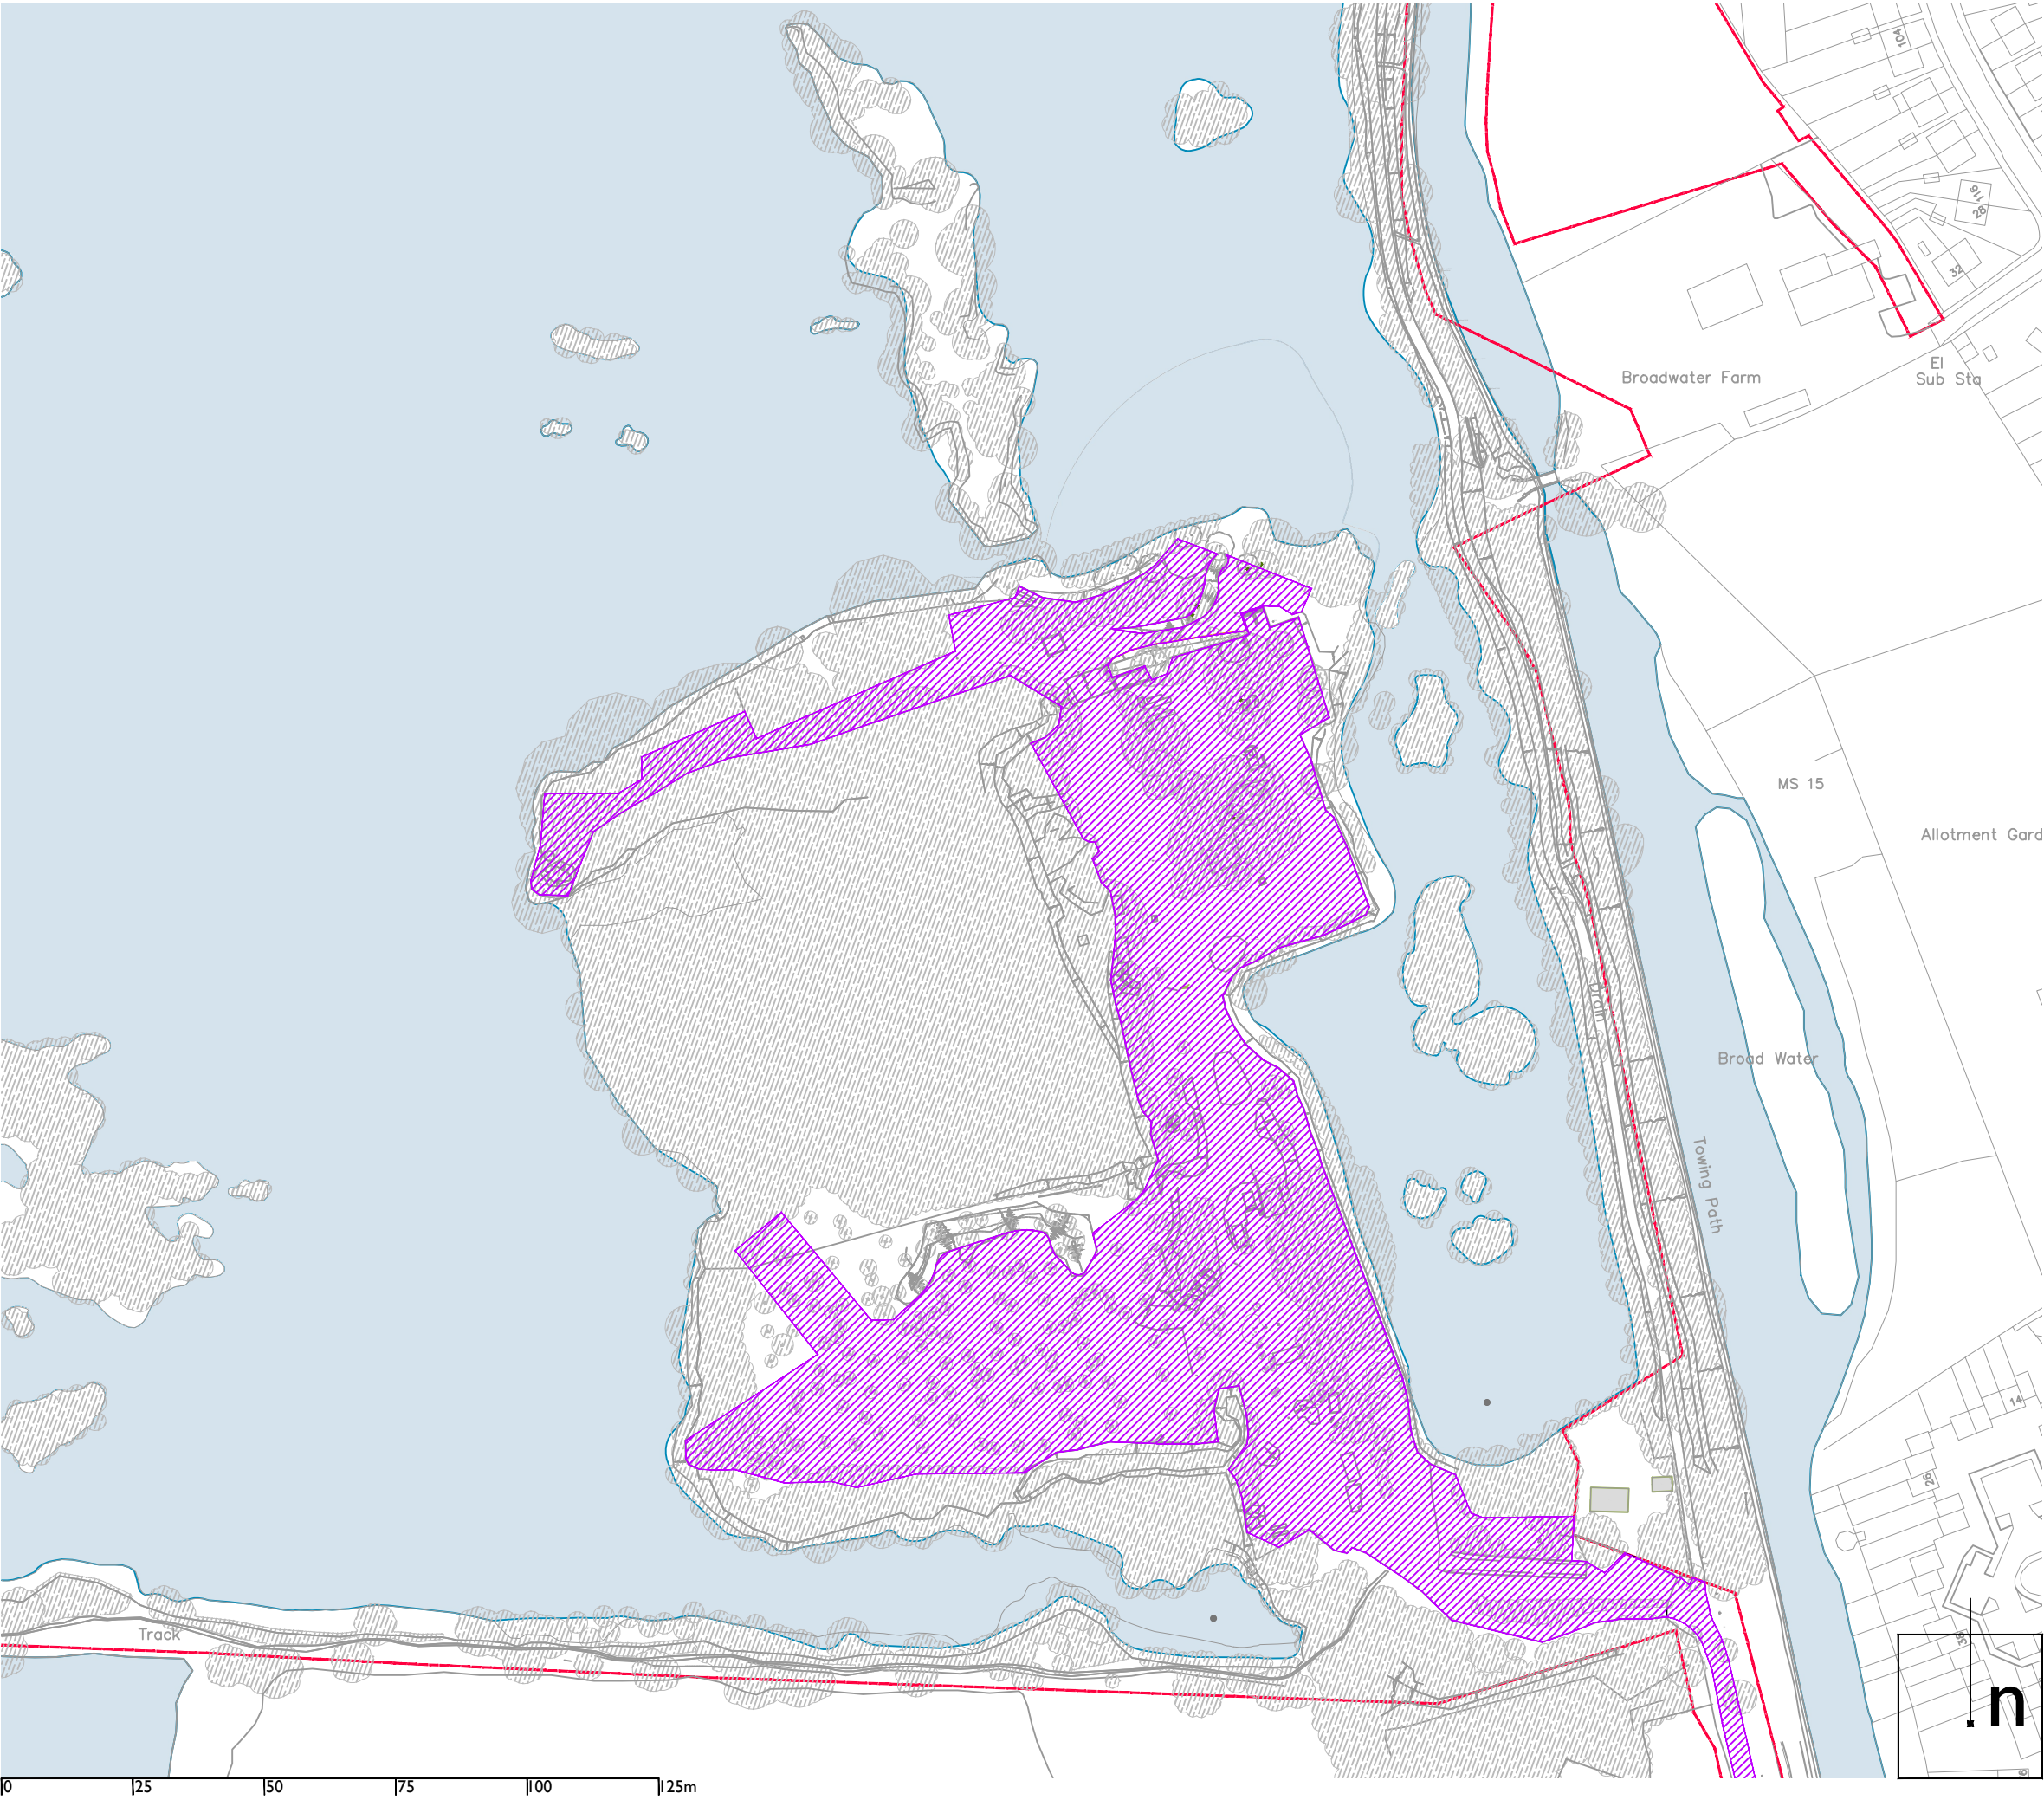 104
116
28
32
El
Sub Sta
Broadwater Farm
MS 15
Allotment Gard
Drain
Broad Water
Towing Path
14
26
Track
n
0 25 50 75 100 125m